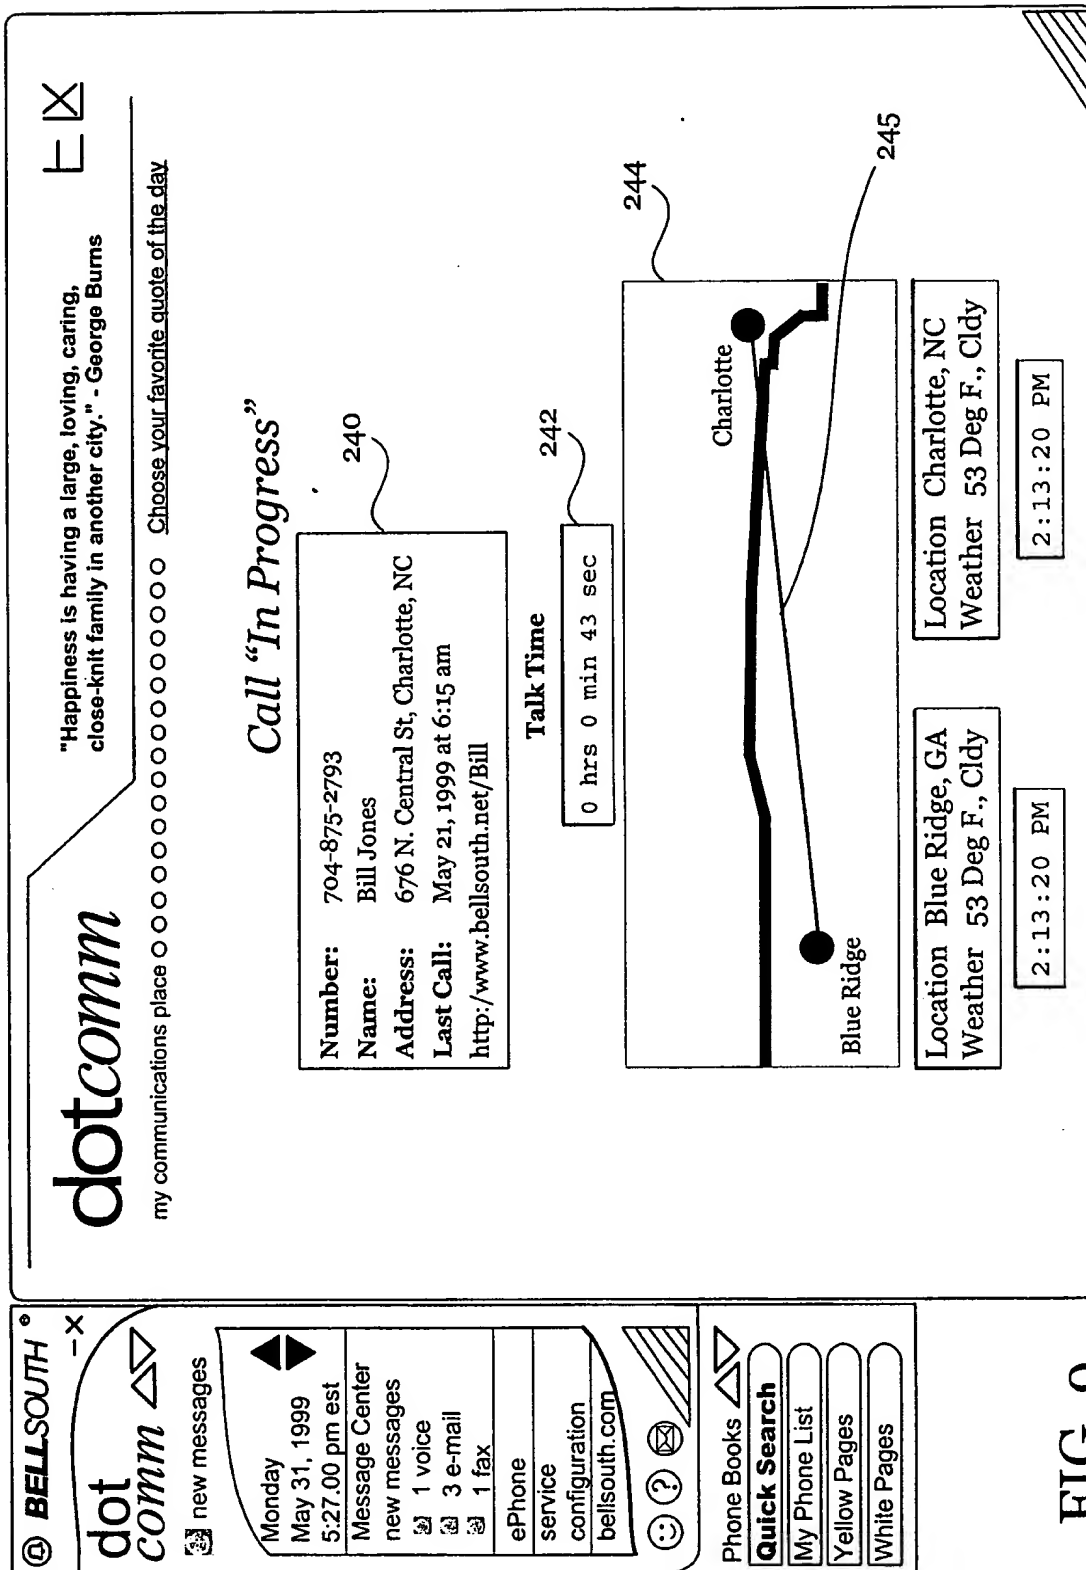 BELLSOUTH®
-X
dot
comm
new messages
Monday
May 31, 1999
5:27.00 pm est
Message Center
new messages
1 voice
3 e-mail
1 fax
ePhone
service
configuration
bellsouth.com
Phone Books
Quick Search
My Phone List
Yellow Pages
White Pages
dotcomm
"Happiness is having a large, loving, caring,
close-knit family in another city." - George Burns
my communications place
Choose your favorite quote of the day
Call "In Progress"
Number: 704-875-2793
Name: Bill Jones
Address: 676 N. Central St, Charlotte, NC
Last Call: May 21, 1999 at 6:15 am
http:/www.bellsouth.net/Bill
240
Talk Time
242
0 hrs 0 min 43 sec
244
Charlotte
Blue Ridge
245
Location Blue Ridge, GA
Weather 53 Deg F., Cldy
2:13:20 PM
Location Charlotte, NC
Weather 53 Deg F., Cldy
2:13:20 PM